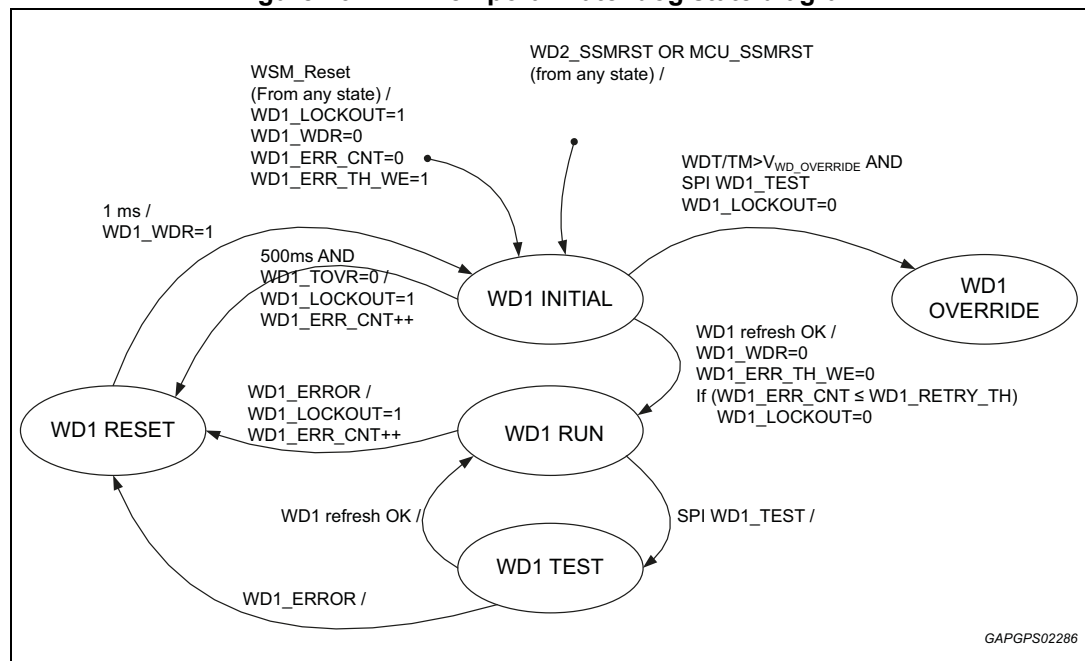 WD2_SSMRST OR MCU_SSMRST
(from any state) /
WSM_Reset
(From any state) /
WD1_LOCKOUT=1
WD1_WDR=0
WD1_ERR_CNT=0
WD1_ERR_TH_WE=1
WDT/TM>VWD_OVERRIDE AND
SPI WD1_TEST
WD1_LOCKOUT=0
1 ms /
WD1_WDR=1
500ms AND
WD1_TOVR=0 /
WD1_LOCKOUT=1
WD1_ERR_CNT++
WD1 INITIAL
WD1
OVERRIDE
WD1 refresh OK /
WD1_WDR=0
WD1_ERR_TH_WE=0
If (WD1_ERR_CNT ≤ WD1_RETRY_TH)
WD1_LOCKOUT=0
WD1_ERROR /
WD1_LOCKOUT=1
WD1_ERR_CNT++
WD1 RESET
WD1 RUN
WD1 refresh OK /
SPI WD1_TEST /
WD1 TEST
WD1_ERROR /
GAPGPS02286